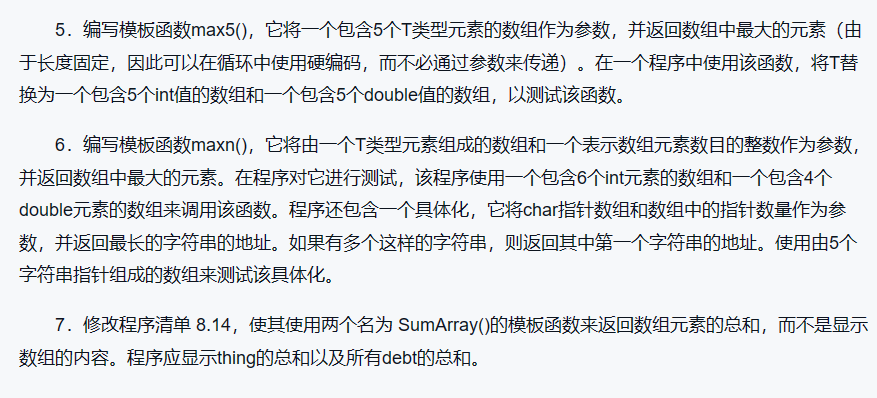 5．编写模板函数max5()，它将一个包含5个T类型元素的数组作为参数，并返回数组中最大的元素（由
于长度固定，因此可以在循环中使用硬编码，而不必通过参数来传递）。在一个程序中使用该函数，将T替
换为一个包含5个int值的数组和一个包含5个double值的数组，以测试该函数。
6．编写模板函数maxn()，它将由一个T类型元素组成的数组和一个表示数组元素数目的整数作为参数，
并返回数组中最大的元素。在程序对它进行测试，该程序使用一个包含6个int元素的数组和一个包含4个
double元素的数组来调用该函数。程序还包含一个具体化，它将char指针数组和数组中的指针数量作为参
数，并返回最长的字符串的地址。如果有多个这样的字符串，则返回其中第一个字符串的地址。使用由5个
字符串指针组成的数组来测试该具体化。
7．修改程序清单 8.14，使其使用两个名为 SumArray()的模板函数来返回数组元素的总和，而不是显示
数组的内容。程序应显示thing的总和以及所有debt的总和。